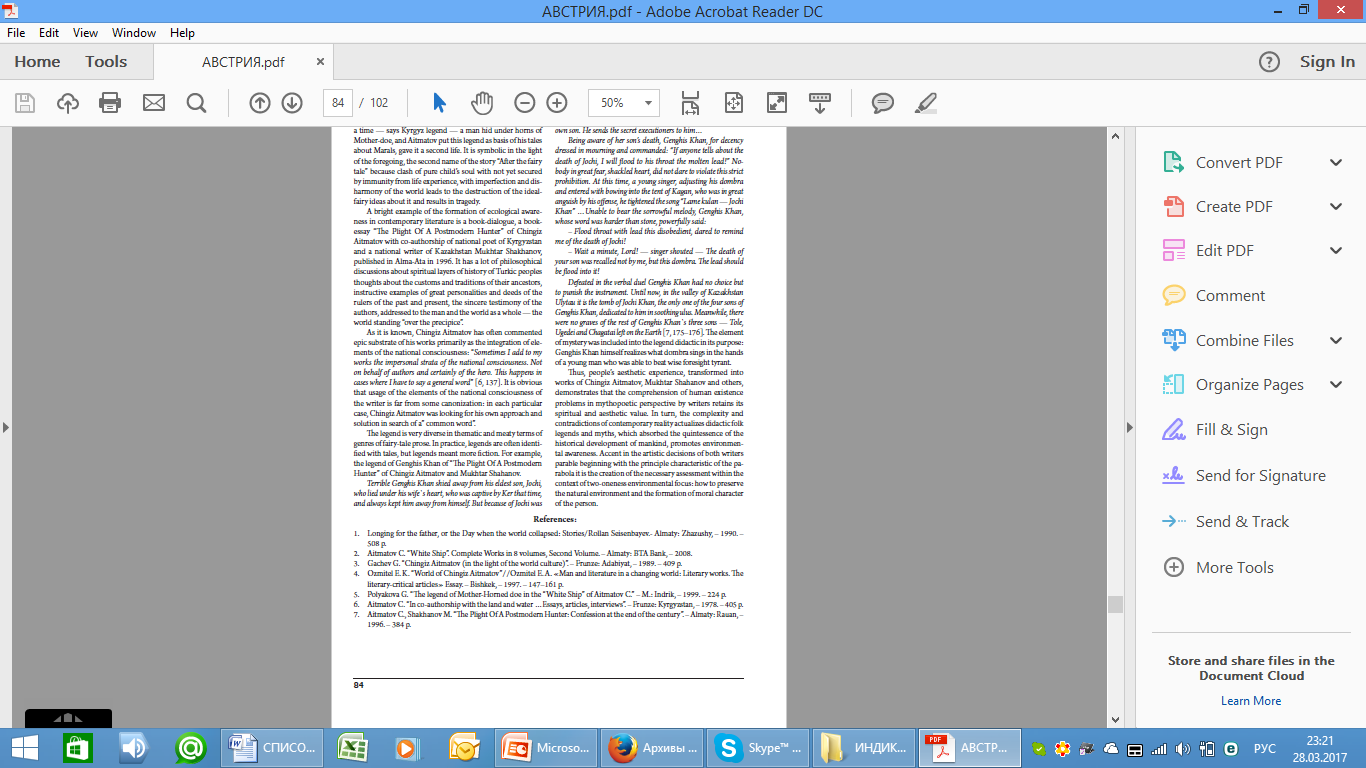 АВСТРИЯ.pdf - Adobe Acrobat Reader DC
File Edit View Window Help
Home Tools АВСТРИЯ.pdf × Sign In
84 / 102 50%
a time — says Kyrgyz legend — a man hid under horns of
Mother-doe, and Aitmatov put this legend as basis of his tales
about Marals, gave it a second life. It is symbolic in the light
of the foregoing, the second name of the story “After the fairy
tale” because clash of pure child’s soul with not yet secured
by immunity from life experience, with imperfection and dis-
harmony of the world leads to the destruction of the ideal-
fairy ideas about it and results in tragedy.
A bright example of the formation of ecological aware-
ness in contemporary literature is a book-dialogue, a book-
essay “The Plight Of A Postmodern Hunter” of Chingiz
Aitmatov with co-authorship of national poet of Kyrgyzstan
and a national writer of Kazakhstan Mukhtar Shakhanov,
published in Alma-Ata in 1996. It has a lot of philosophical
discussions about spiritual layers of history of Turkic peoples
thoughts about the customs and traditions of their ancestors,
instructive examples of great personalities and deeds of the
rulers of the past and present, the sincere testimony of the
authors, addressed to the man and the world as a whole — the
world standing “over the precipice”.
As it is known, Chingiz Aitmatov has often commented
epic substrate of his works primarily as the integration of ele-
ments of the national consciousness: “Sometimes I add to my
works the impersonal strata of the national consciousness. Not
on behalf of authors and certainly of the hero. This happens in
cases where I have to say a general word” [6, 137]. It is obvious
that usage of the elements of the national consciousness of
the writer is far from some canonization: in each particular
case, Chingiz Aitmatov was looking for his own approach and
solution in search of a“ common word”.
The legend is very diverse in thematic and meaty terms of
genres of fairy-tale prose. In practice, legends are often identi-
fied with tales, but legends meant more fiction. For example,
the legend of Genghis Khan of “The Plight Of A Postmodern
Hunter” of Chingiz Aitmatov and Mukhtar Shahanov.
Terrible Genghis Khan shied away from his eldest son, Jochi,
who lied under his wife’s heart, who was captive by Ker that time,
and always kept him away from himself. But because of Jochi was
own son. He sends the secret executioners to him...
Being aware of her son’s death, Genghis Khan, for decency
dressed in mourning and commanded: “If anyone tells about the
death of Jochi, I will flood to his throat the molten lead!” No-
body in great fear, shackled heart, did not dare to violate this strict
prohibition. At this time, a young singer, adjusting his dombra
and entered with bowing into the tent of Kagan, who was in great
anguish by his offense, he tightened the song “Lame kulan — Jochi
Khan” ... Unable to bear the sorrowful melody, Genghis Khan,
whose word was harder than stone, powerfully said:
– Flood throat with lead this disobedient, dared to remind
me of the death of Jochi!
– Wait a minute, Lord! — singer shouted — The death of
your son was recalled not by me, but this dombra. The lead should
be flood into it!
Defeated in the verbal duel Genghis Khan had no choice but
to punish the instrument. Until now, in the valley of Kazakhstan
Ulytau it is the tomb of Jochi Khan, the only one of the four sons of
Genghis Khan, dedicated to him in soothing ulus. Meanwhile, there
were no graves of the rest of Genghis Khan’s three sons — Tole,
Ugedei and Chagatai left on the Earth [7, 175–176]. The element
of mystery was included into the legend didactic in its purpose:
Genghis Khan himself realizes what dombra sings in the hands
of a young man who was able to beat wise foresight tyrant.
Thus, people’s aesthetic experience, transformed into
works of Chingiz Aitmatov, Mukhtar Shahanov and others,
demonstrates that the comprehension of human existence
problems in mythopoetic perspective by writers retains its
spiritual and aesthetic value. In turn, the complexity and
contradictions of contemporary reality actualizes didactic folk
legends and myths, which absorbed the quintessence of the
historical development of mankind, promotes environmen-
tal awareness. Accent in the artistic decisions of both writers
parable beginning with the principle characteristic of the pa-
rabola it is the creation of the necessary assessment within the
context of two-oneness environmental focus: how to preserve
the natural environment and the formation of moral character
of the person.
References:
1. Longing for the father, or the Day when the world collapsed: Stories/Rollan Seisenbayev.- Almaty: Zhazushy, – 1990. –
508 p.
2. Aitmatov C. “White Ship”. Complete Works in 8 volumes, Second Volume. – Almaty: BTA Bank, – 2008.
3. Gachev G. “Chingiz Aitmatov (in the light of the world culture)”. – Frunze: Adabiyat, – 1989. – 409 p.
4. Ozmitel E. K. “World of Chingiz Aitmatov”//Ozmitel E. A. «Man and literature in a changing world: Literary works. The
literary-critical articles» Essay. – Bishkek, – 1997. – 147–161 p.
5. Polyakova G. “The legend of Mother-Horned doe in the “White Ship” of Aitmatov C.” – M.: Indrik, – 1999. – 224 p.
6. Aitmatov C. “In co-authorship with the land and water ... Essays, articles, interviews”. – Frunze: Kyrgyzstan, – 1978. – 405 p.
7. Aitmatov C., Shakhanov M. “The Plight Of A Postmodern Hunter: Confession at the end of the century”. – Almaty: Rauan, –
1996. – 384 p.
84
Convert PDF
Create PDF
Edit PDF
Comment
Combine Files
Organize Pages
Fill & Sign
Send for Signature
Send & Track
More Tools
Store and share files in the
Document Cloud
Learn More
СПИСО... Microso... Архивы ... Skype™ ... ИНДИК... АВСТР... РУС 23:21
28.03.2017